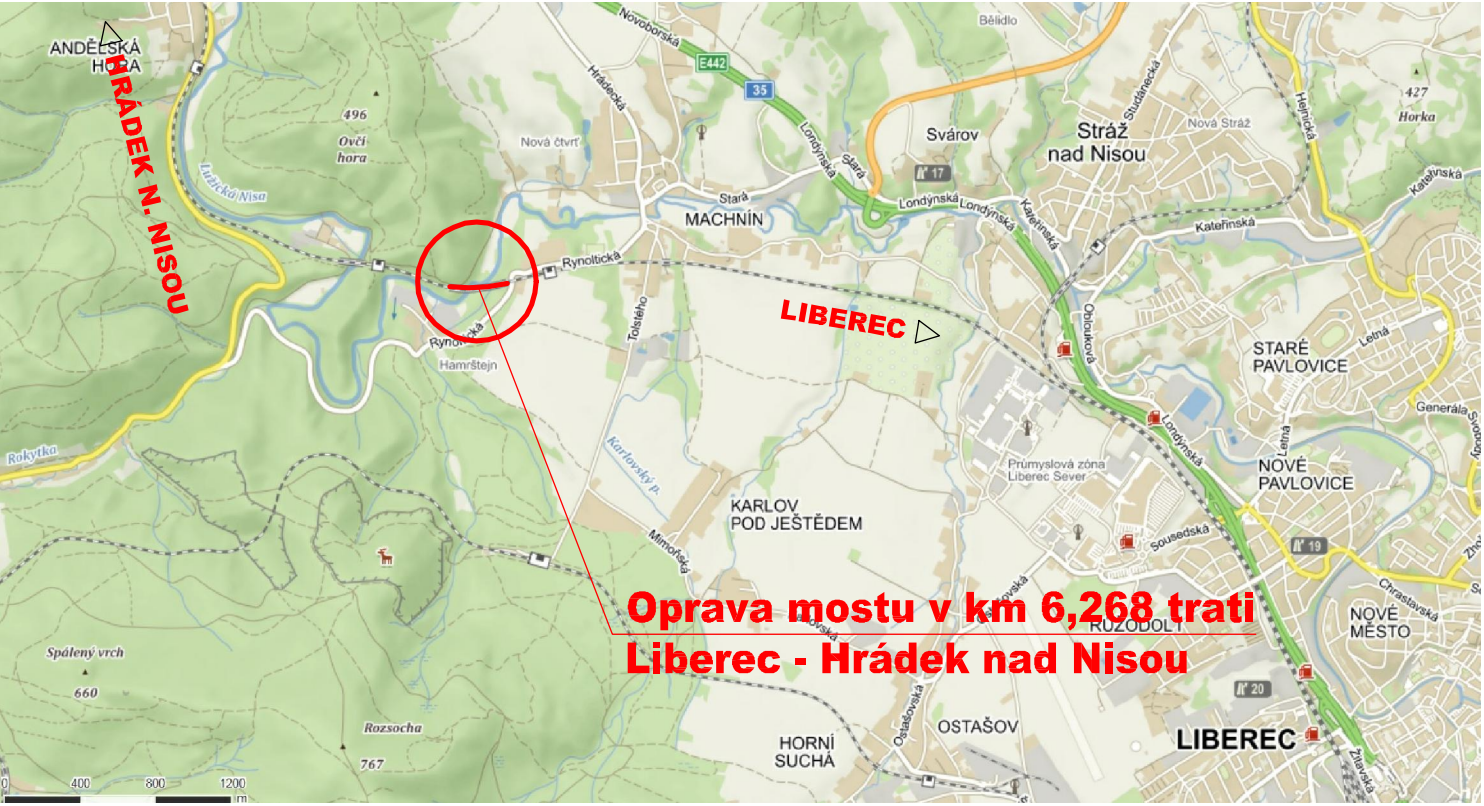 Novoborská
Bělidlo
ANDĚLSKÁ
HORA
E442
35
Hrádecká
Studánecká
427
Horka
Hejnická
HRÁDEK N. NISOU
496
Ovčí
hora
Nová čtvrť
Londýnská
Stará
Svárov
Stráž
nad Nisou
Nová Stráž
17
Lužická Nisa
Stará
MACHNÍN
Londýnská
Londýnská
Kateřinská
Kateřinská
Kateřinská
Rynoltická
LIBEREC
Tolstého
Rynoltická
Hamrštejn
Oblouková
STARÉ
PAVLOVICE
Letná
Generála Svob
Rokytka
Karlovský p.
Londýnská
Letná
NOVÉ
PAVLOVICE
Průmyslová zóna
Liberec Sever
KARLOV
POD JEŠTĚDEM
Mimoňská
Sousedská
19
Chrastavská
Oprava mostu v km 6,268 trati
RŮŽODOL I
NOVÉ
MĚSTO
Liberec - Hrádek nad Nisou
Spálený vrch
660
20
Rozsocha
767
Ostašovská
OSTAŠOV
HORNÍ
SUCHÁ
LIBEREC
Žitavská
0 400 800 1200
m